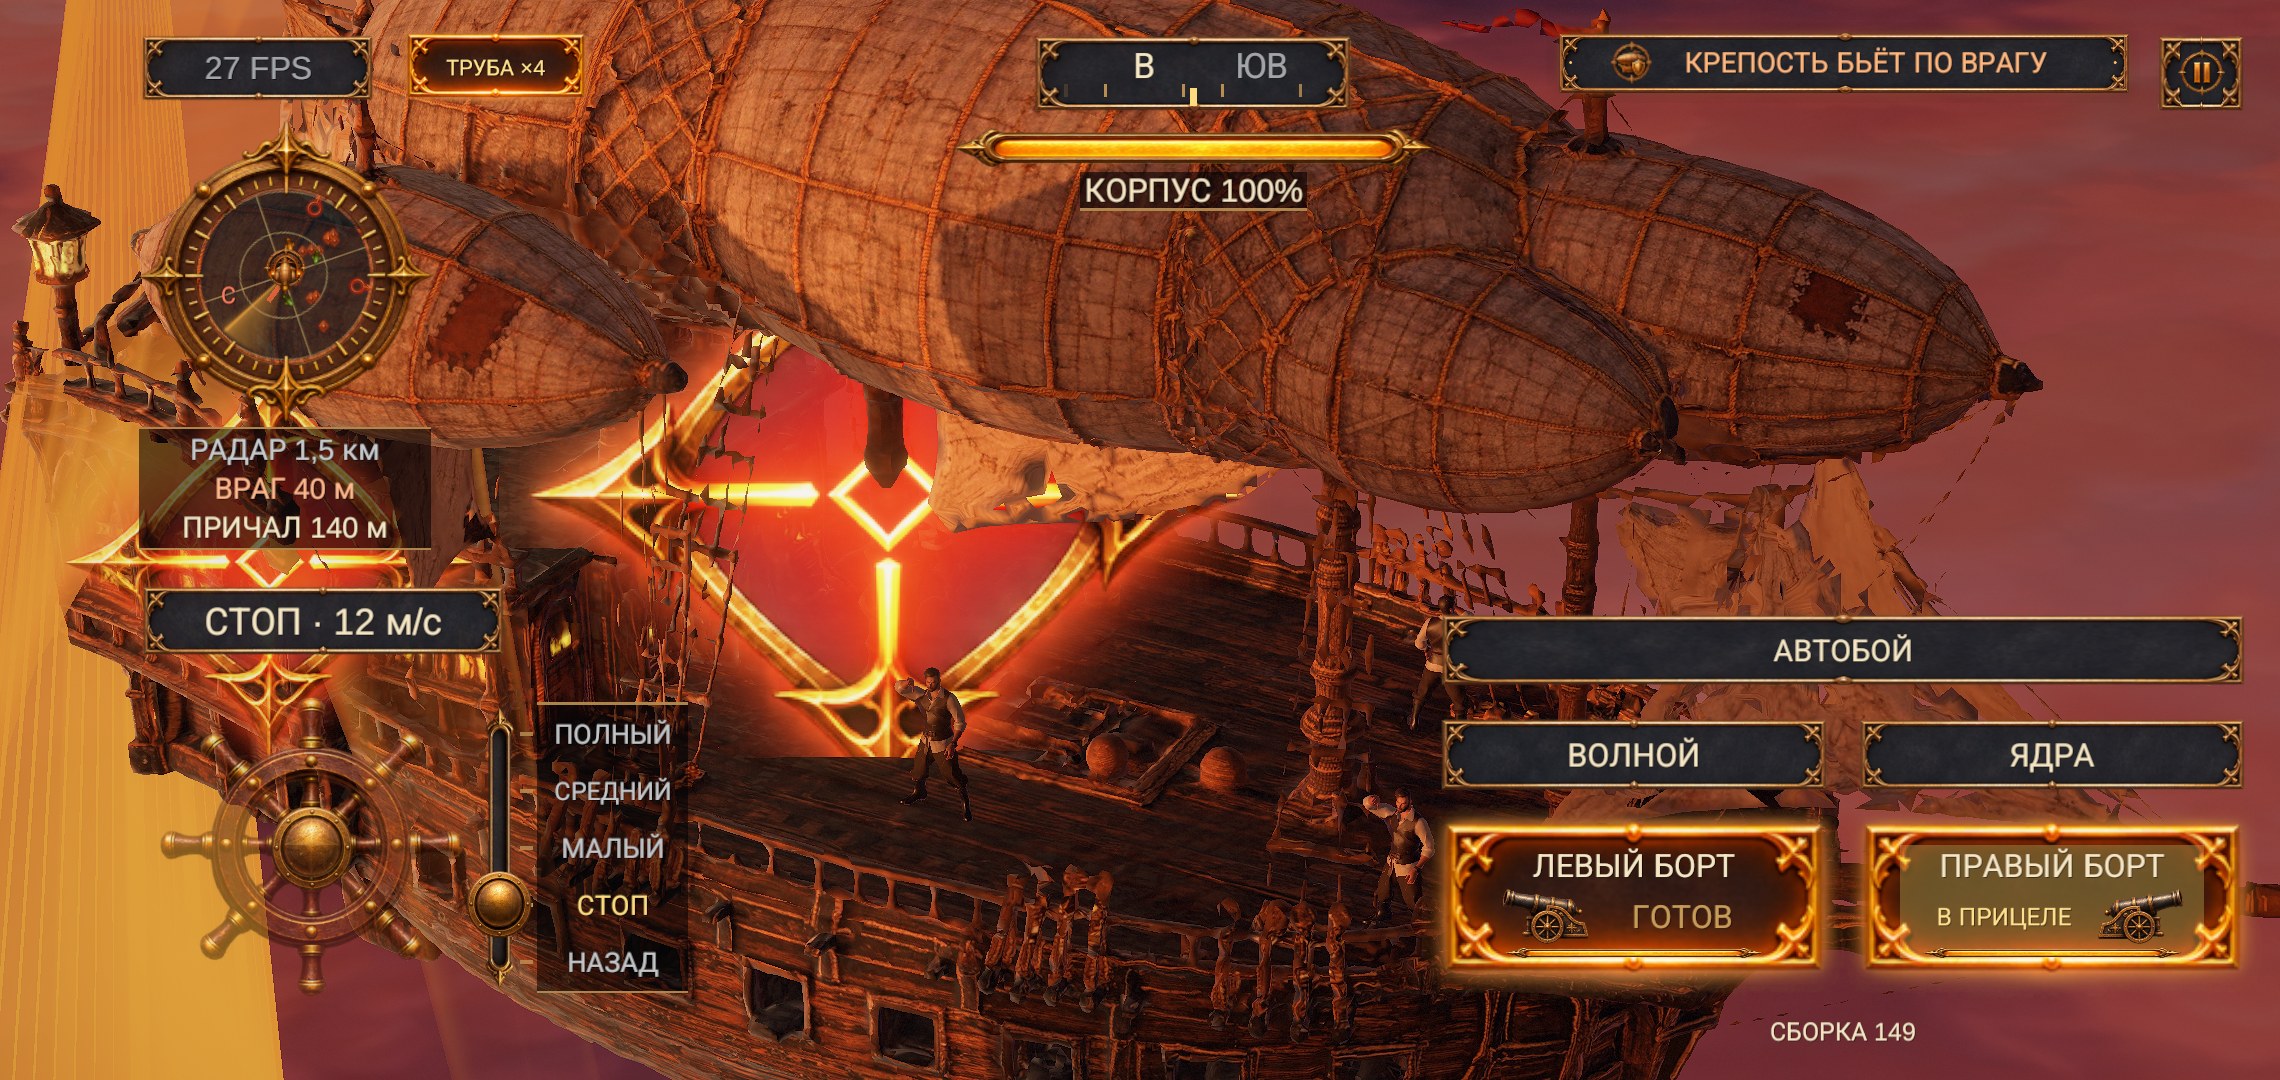 27 FPS
ТРУБА ×4
В
ЮВ
КРЕПОСТЬ БЬЁТ ПО ВРАГУ
КОРПУС 100%
С
РАДАР 1,5 км
ВРАГ 40 м
ПРИЧАЛ 140 м
СТОП · 12 м/с
ПОЛНЫЙ
СРЕДНИЙ
МАЛЫЙ
СТОП
НАЗАД
АВТОБОЙ
ВОЛНОЙ
ЯДРА
ЛЕВЫЙ БОРТ
ГОТОВ
ПРАВЫЙ БОРТ
В ПРИЦЕЛЕ
СБОРКА 149